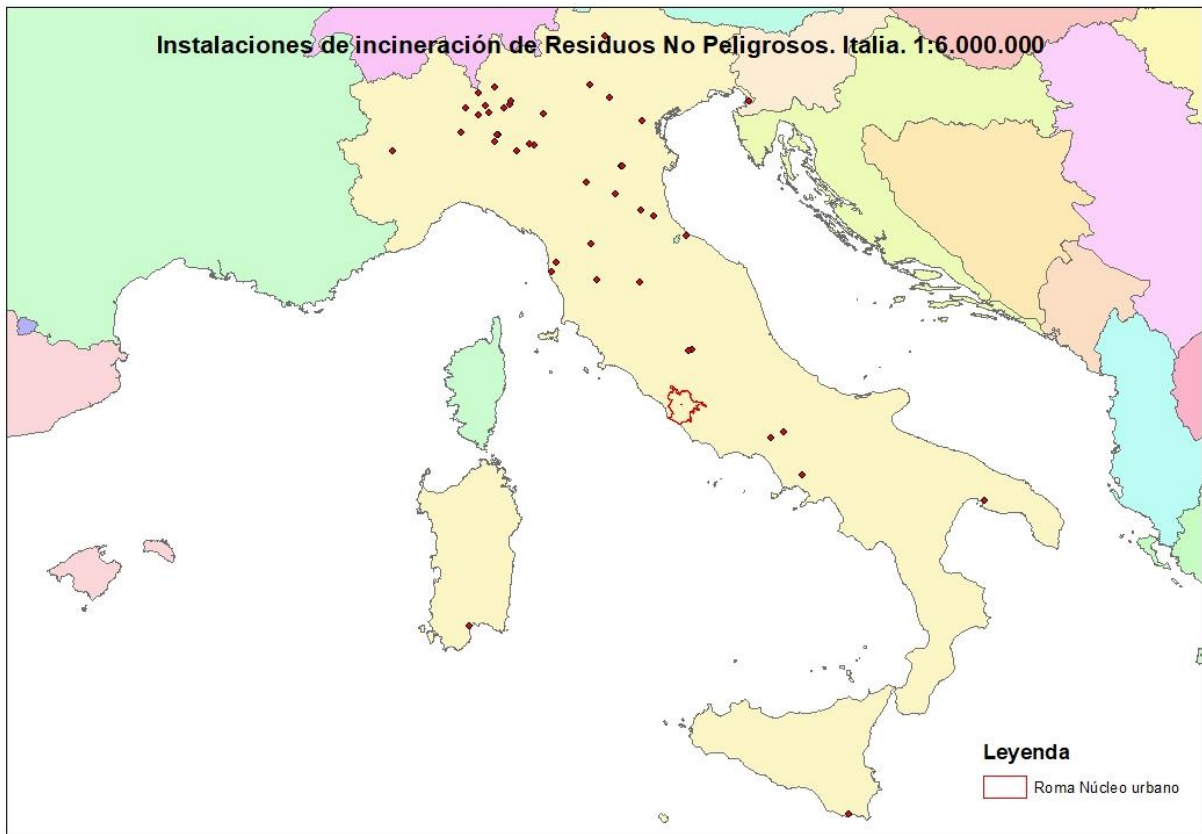 Instalaciones de incineración de Residuos No Peligrosos. Italia. 1:6.000.000
Leyenda
Roma Núcleo urbano